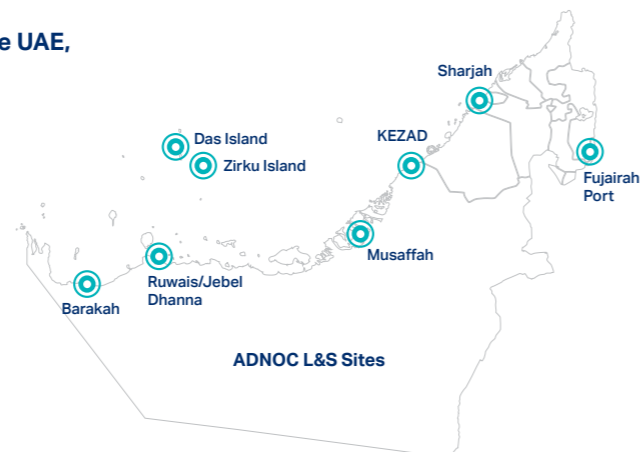 e UAE,
Sharjah
Das Island
KEZAD
Zirku Island
Fujairah
Port
Musaffah
Ruwais/Jebel
Dhanna
Barakah
ADNOC L&S Sites